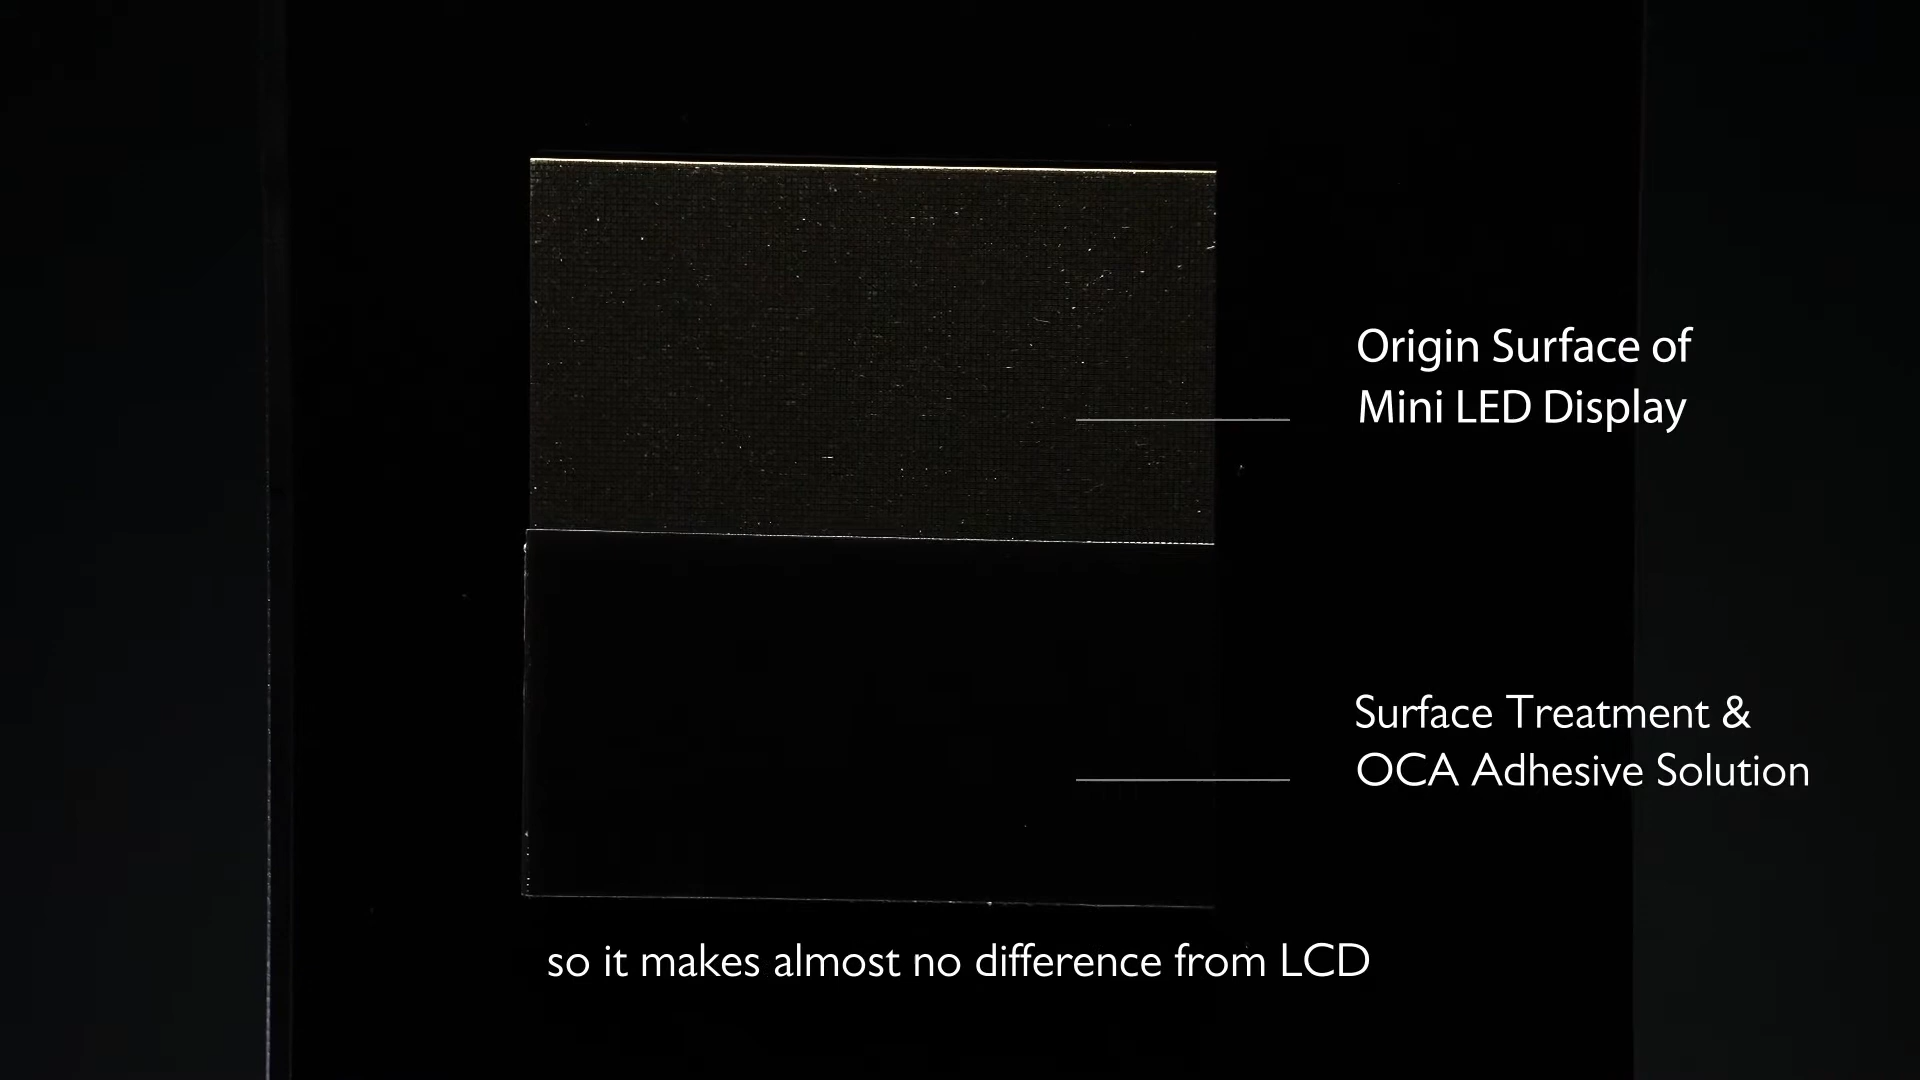 Origin Surface of
Mini LED Display
Surface Treatment &
OCA Adhesive Solution
so it makes almost no difference from LCD